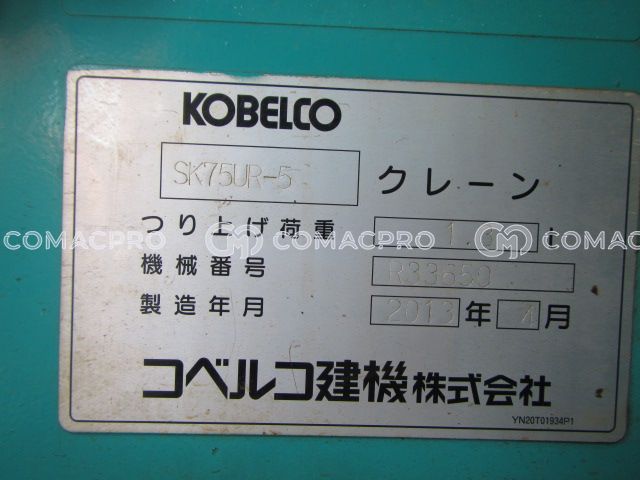 KOBELCO
SK75UR-5 クレーン
つり上げ荷重 t
COMACPRO COMACPRO COMACPRO
機械番号 R33650
製造年月 2013 年 4 月
コベルコ建機株式会社
YN20T01934P1